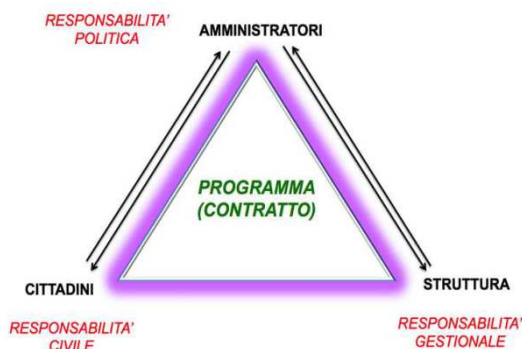 RESPONSABILITA'
POLITICA
AMMINISTRATORI
PROGRAMMA
(CONTRATTO)
CITTADINI
STRUTTURA
RESPONSABILITA'
CIVILE
RESPONSABILITA'
GESTIONALE